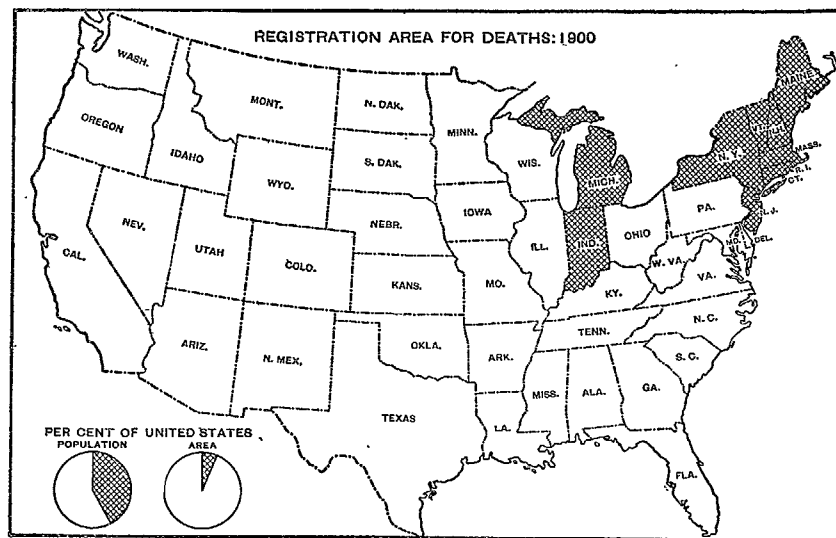 REGISTRATION AREA FOR DEATHS: 1900
WASH.
MONT.
N. DAK.
MINN.
MAINE
OREGON
IDAHO
S. DAK.
WIS.
VT.
N.H.
MASS.
N. Y.
R. I.
CT.
WYO.
MICH.
NEV.
NEBR.
IOWA
PA.
N. J.
CAL.
UTAH
COLO.
ILL.
IND.
OHIO
MD.
DEL.
W. VA.
KANS.
MO.
KY.
VA.
ARIZ.
N. MEX.
OKLA.
ARK.
TENN.
N. C.
S. C.
TEXAS
LA.
MISS.
ALA.
GA.
FLA.
PER CENT OF UNITED STATES
POPULATION
AREA